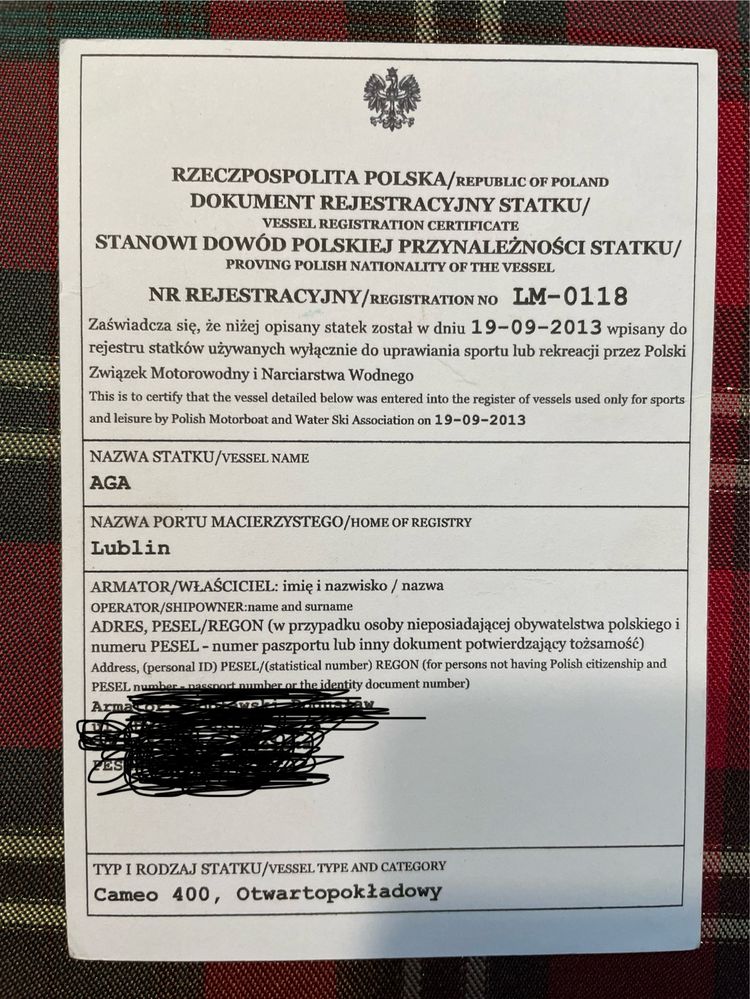 RZECZPOSPOLITA POLSKA/REPUBLIC OF POLAND
DOKUMENT REJESTRACYJNY STATKU/
VESSEL REGISTRATION CERTIFICATE
STANOWI DOWÓD POLSKIEJ PRZYNALEŻNOŚCI STATKU/
PROVING POLISH NATIONALITY OF THE VESSEL
NR REJESTRACYJNY/REGISTRATION NO LM-0118
Zaświadcza się, że niżej opisany statek został w dniu 19-09-2013 wpisany do
rejestru statków używanych wyłącznie do uprawiania sportu lub rekreacji przez Polski
Związek Motorowodny i Narciarstwa Wodnego
This is to certify that the vessel detailed below was entered into the register of vessels used only for sports
and leisure by Polish Motorboat and Water Ski Association on 19-09-2013
NAZWA STATKU/VESSEL NAME
AGA
NAZWA PORTU MACIERZYSTEGO/HOME OF REGISTRY
Lublin
ARMATOR/WŁAŚCICIEL: imię i nazwisko / nazwa
OPERATOR/SHIPOWNER:name and surname
ADRES, PESEL/REGON (w przypadku osoby nieposiadającej obywatelstwa polskiego i
numeru PESEL - numer paszportu lub inny dokument potwierdzający tożsamość)
Address, (personal ID) PESEL/(statistical number) REGON (for persons not having Polish citizenship and
PESEL number - passport number or the identity document number)
TYP I RODZAJ STATKU/VESSEL TYPE AND CATEGORY
Cameo 400, Otwartopokładowy